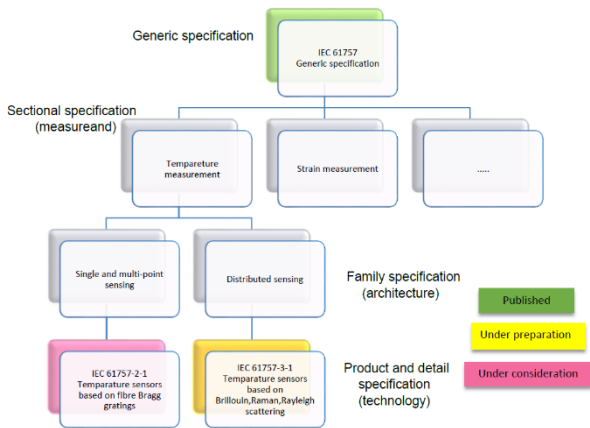 Generic specification
IEC 61757
Generic specification
Sectional specification
(measureand)
Tempareture
measurement
Strain measurement
.....
Single and multi-point
sensing
Distributed sensing
Family specification
(architecture)
Published
Under preparation
Under consideration
IEC 61757-2-1
Temparature sensors
based on fibre Bragg
gratings
IEC 61757-3-1
Temparature sensors
based on
Brillouin,Raman,Rayleigh
scattering
Product and detail
specification
(technology)